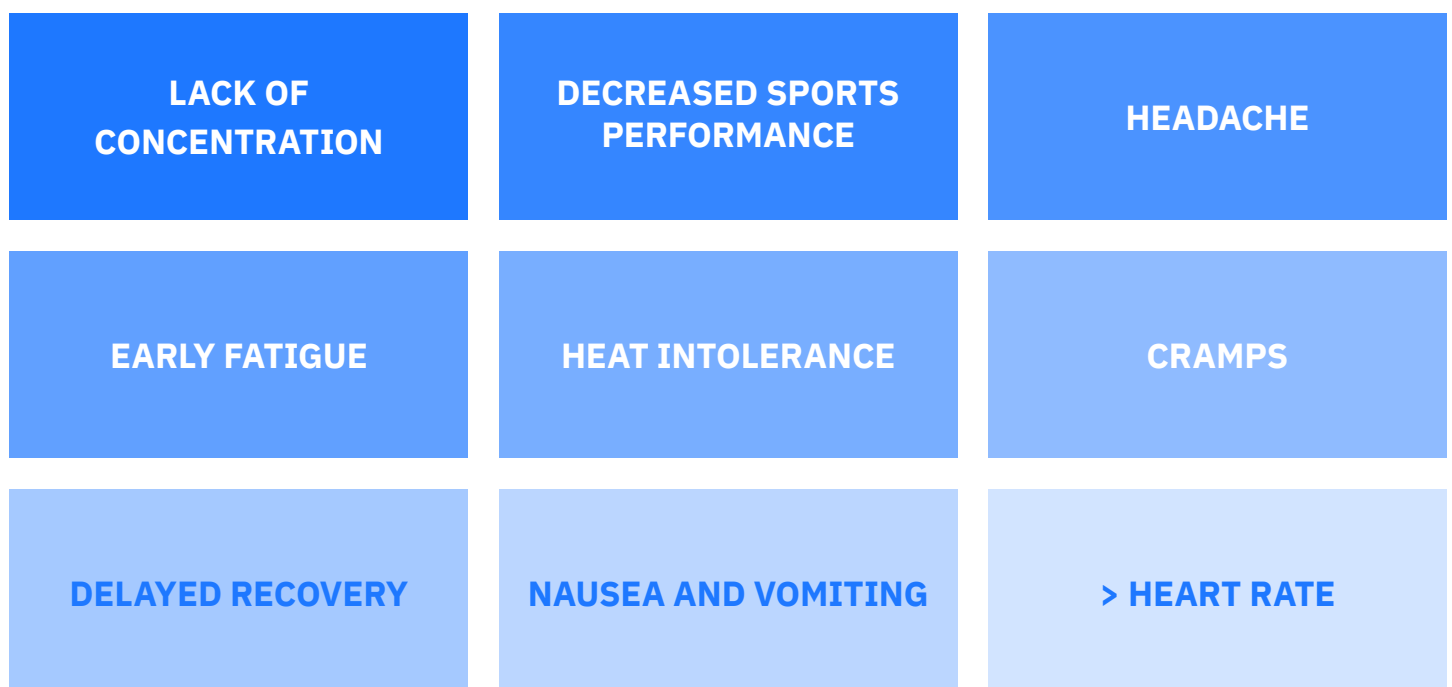 LACK OF
CONCENTRATION
DECREASED SPORTS
PERFORMANCE
HEADACHE
EARLY FATIGUE
HEAT INTOLERANCE
CRAMPS
DELAYED RECOVERY
NAUSEA AND VOMITING
> HEART RATE